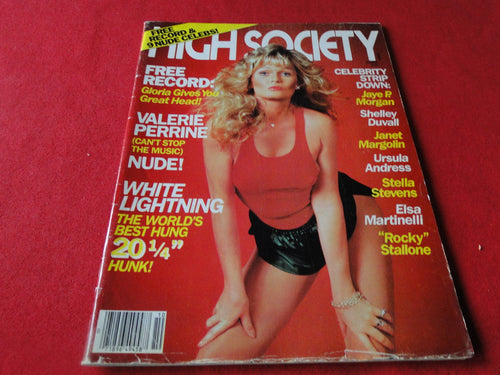 FREE
RECORD &
9 NUDE CELEBS!
HIGH SOCIETY
FREE
RECORD:
Gloria Gives You
Great Head!
VALERIE
PERRINE
(CAN'T STOP
THE MUSIC)
NUDE!
WHITE
LIGHTNING
THE WORLD'S
BEST HUNG
20 1/4"
HUNK!
CELEBRITY
STRIP
DOWN:
Jaye P.
Morgan
Shelley
Duvall
Janet
Margolin
Ursula
Andress
Stella
Stevens
Elsa
Martinelli
"Rocky"
Stallone